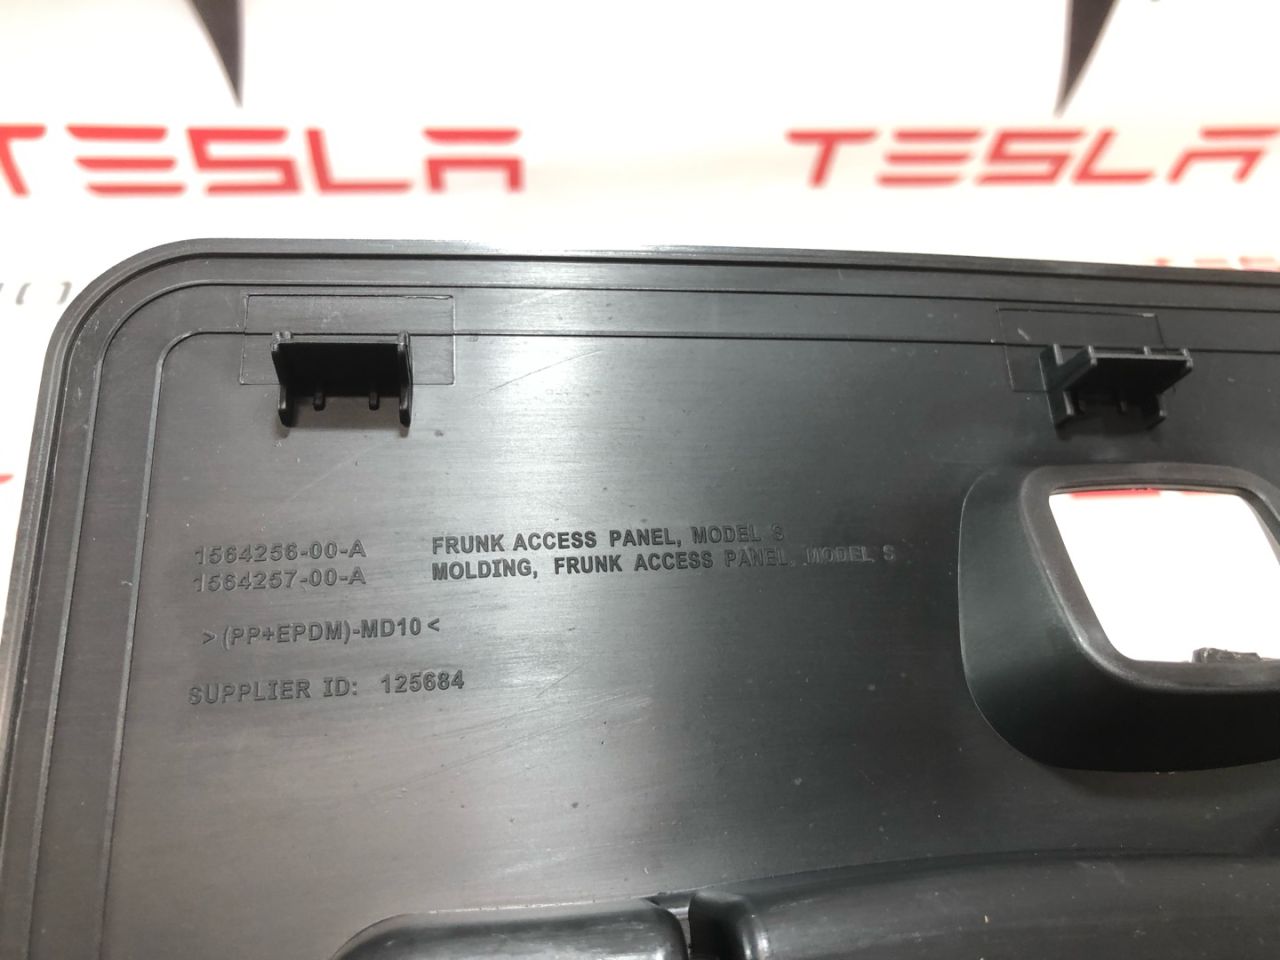 TESLA TESLA
1564256-00-A FRUNK ACCESS PANEL, MODEL S
1564257-00-A MOLDING, FRUNK ACCESS PANEL, MODEL S
>(PP+EPDM)-MD10<
SUPPLIER ID: 125684